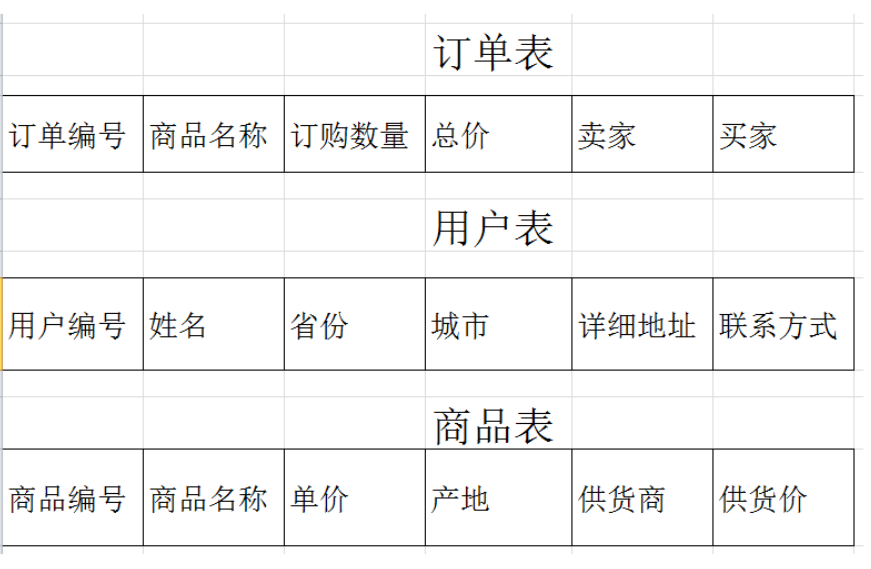 订单表
订单编号 商品名称 订购数量 总价 卖家 买家
用户表
用户编号 姓名 省份 城市 详细地址 联系方式
商品表
商品编号 商品名称 单价 产地 供货商 供货价